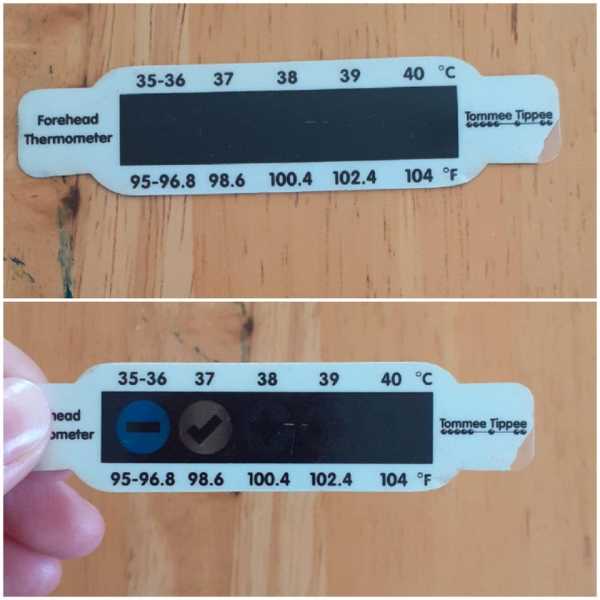 35-36 37 38 39 40 °C
Forehead
Thermometer
Tommee Tippee
95-96.8 98.6 100.4 102.4 104 °F
35-36 37 38 39 40 °C
head
ometer
Tommee Tippee
95-96.8 98.6 100.4 102.4 104 °F